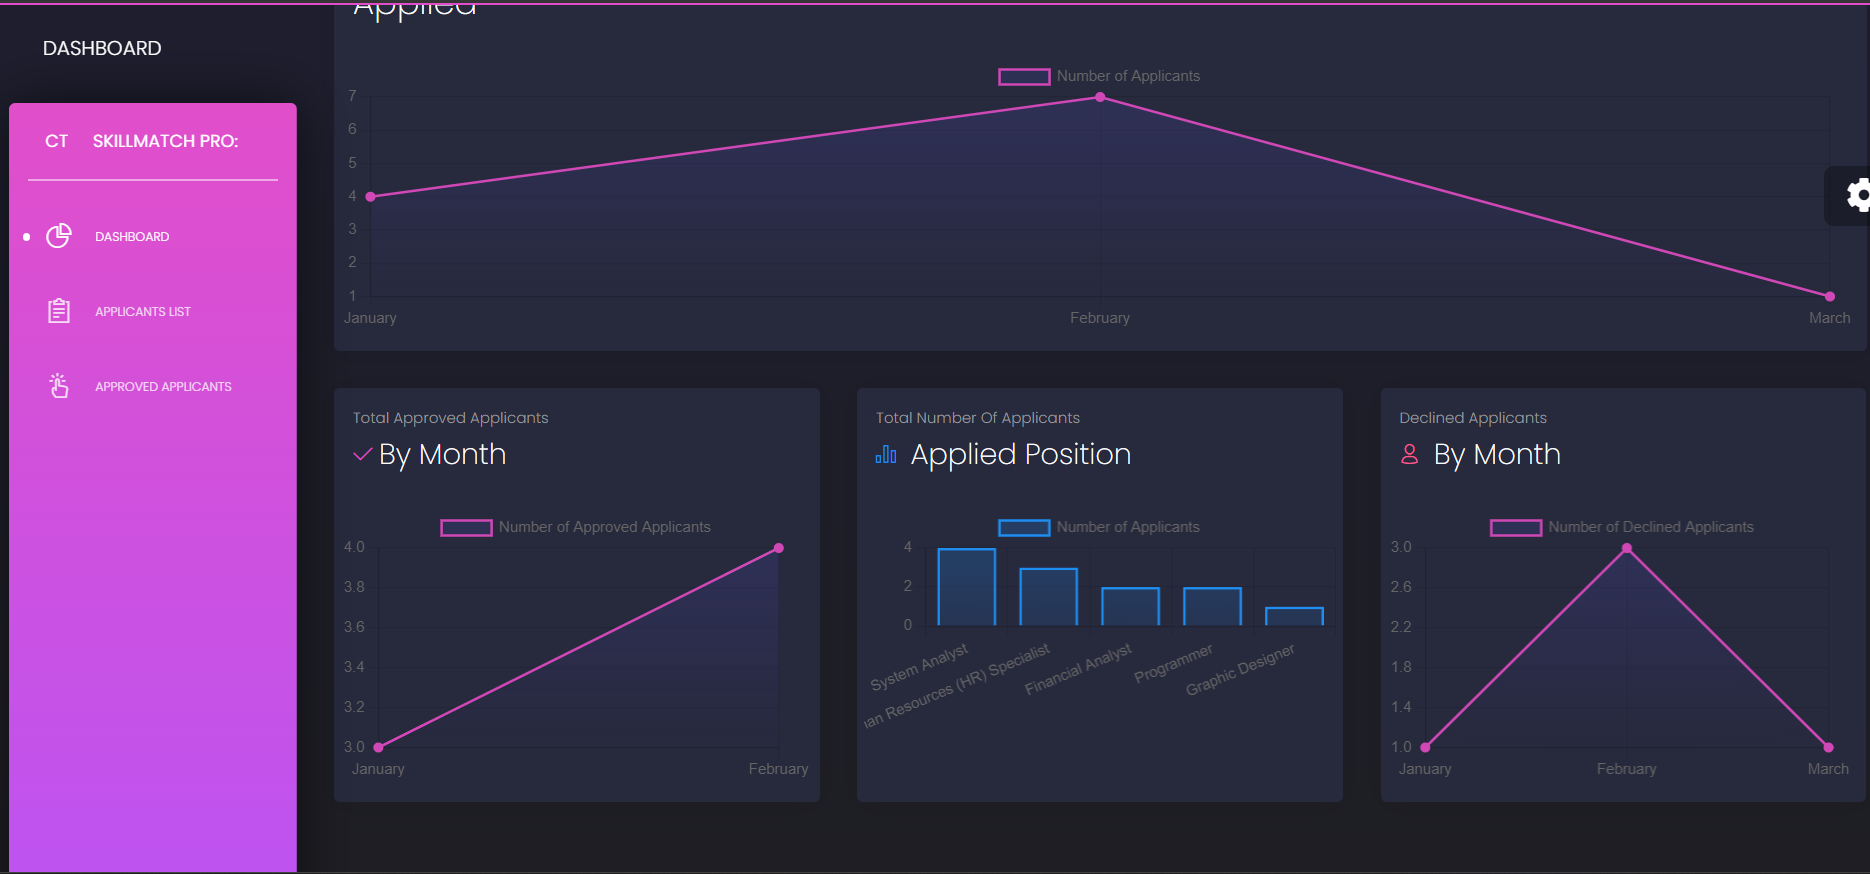 Applied
DASHBOARD
CT SKILLMATCH PRO:
DASHBOARD
APPLICANTS LIST
APPROVED APPLICANTS
Number of Applicants
7
6
5
4
3
2
1
January February March
Total Approved Applicants
By Month
Number of Approved Applicants
4.0
3.8
3.6
3.4
3.2
3.0
January February
Total Number Of Applicants
Applied Position
Number of Applicants
4
2
0
System Analyst
an Resources (HR) Specialist
Financial Analyst
Programmer
Graphic Designer
Declined Applicants
By Month
Number of Declined Applicants
3.0
2.6
2.2
1.8
1.4
1.0
January February March